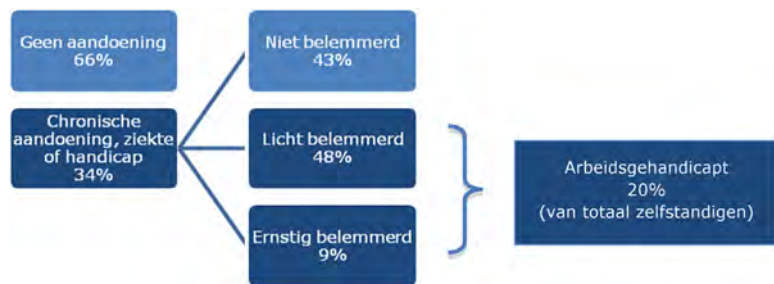 Geen aandoening
66%
Chronische
aandoening, ziekte
of handicap
34%
Niet belemmerd
43%
Licht belemmerd
48%
Ernstig belemmerd
9%
Arbeidsgehandicapt
20%
(van totaal zelfstandigen)